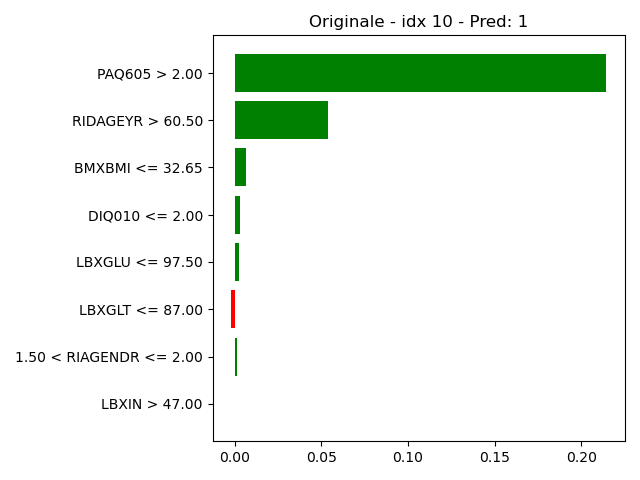 Originale - idx 10 - Pred: 1
PAQ605 > 2.00
RIDAGEYR > 60.50
BMXBMI <= 32.65
DIQ010 <= 2.00
LBXGLU <= 97.50
LBXGLT <= 87.00
1.50 < RIAGENDR <= 2.00
LBXIN > 47.00
0.00 0.05 0.10 0.15 0.20